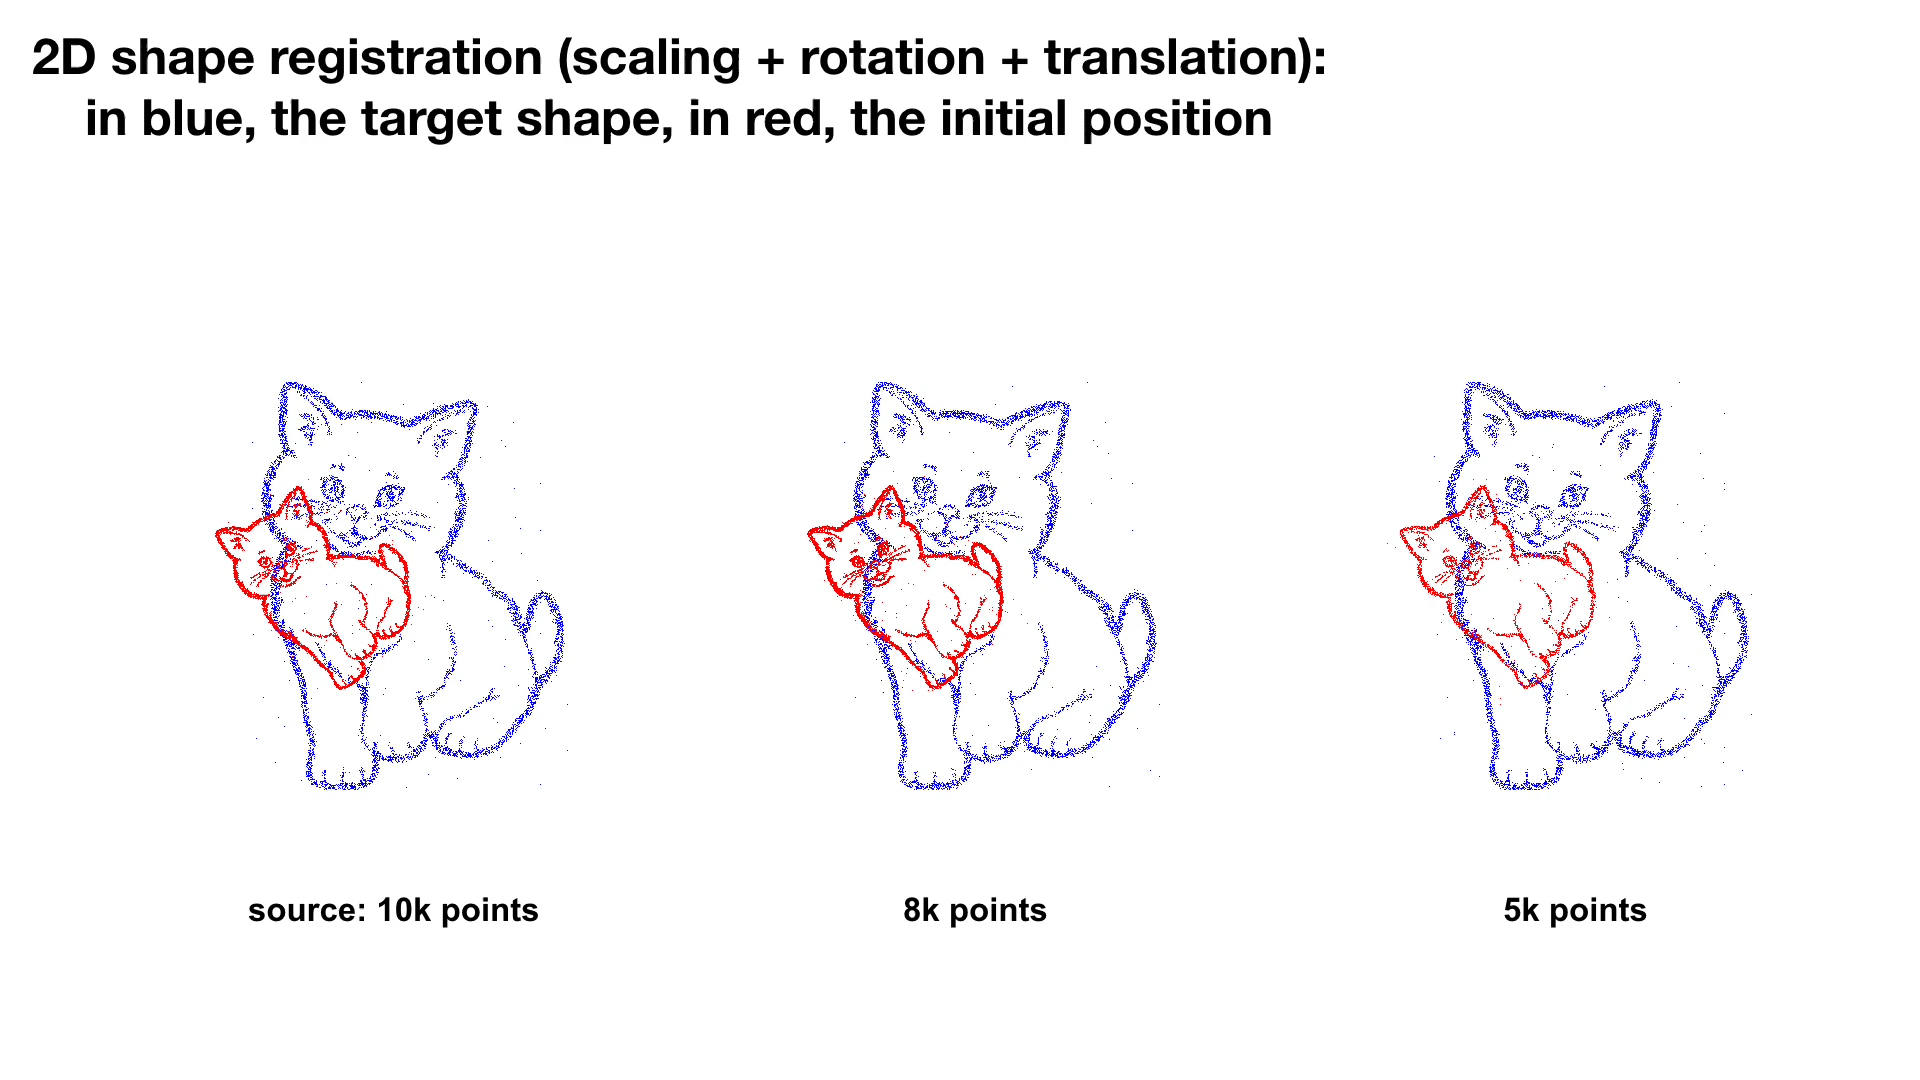 2D shape registration (scaling + rotation + translation):
in blue, the target shape, in red, the initial position
source: 10k points
8k points
5k points